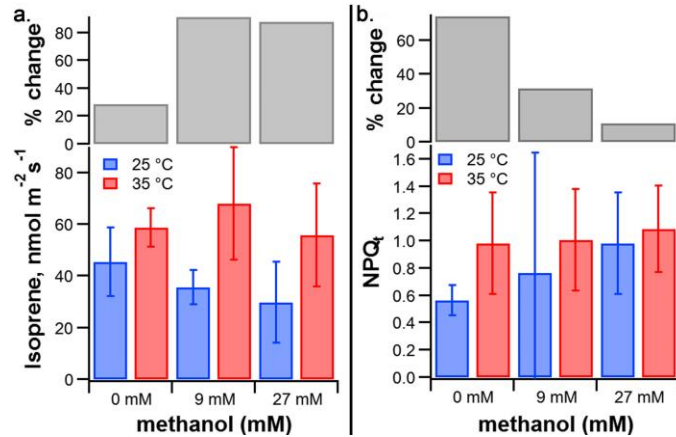 a.
% change
80
60
40
20
0
Isoprene, nmol m⁻² s⁻¹
80
60
40
20
0
25 °C
35 °C
0 mM 9 mM 27 mM
methanol (mM)
b.
% change
60
40
20
0
NPQₜ
1.6
1.4
1.2
1.0
0.8
0.6
0.4
0.2
0.0
25 °C
35 °C
0 mM 9 mM 27 mM
methanol (mM)